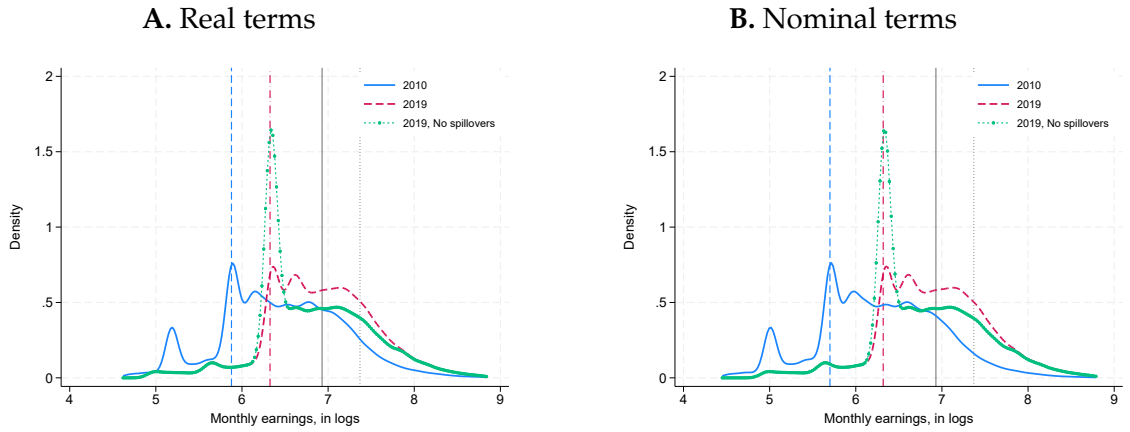 A. Real terms
2
1.5
1
.5
0
Density
4 5 6 7 8 9
Monthly earnings, in logs
2010
2019
2019, No spillovers
B. Nominal terms
2
1.5
1
.5
0
Density
4 5 6 7 8 9
Monthly earnings, in logs
2010
2019
2019, No spillovers